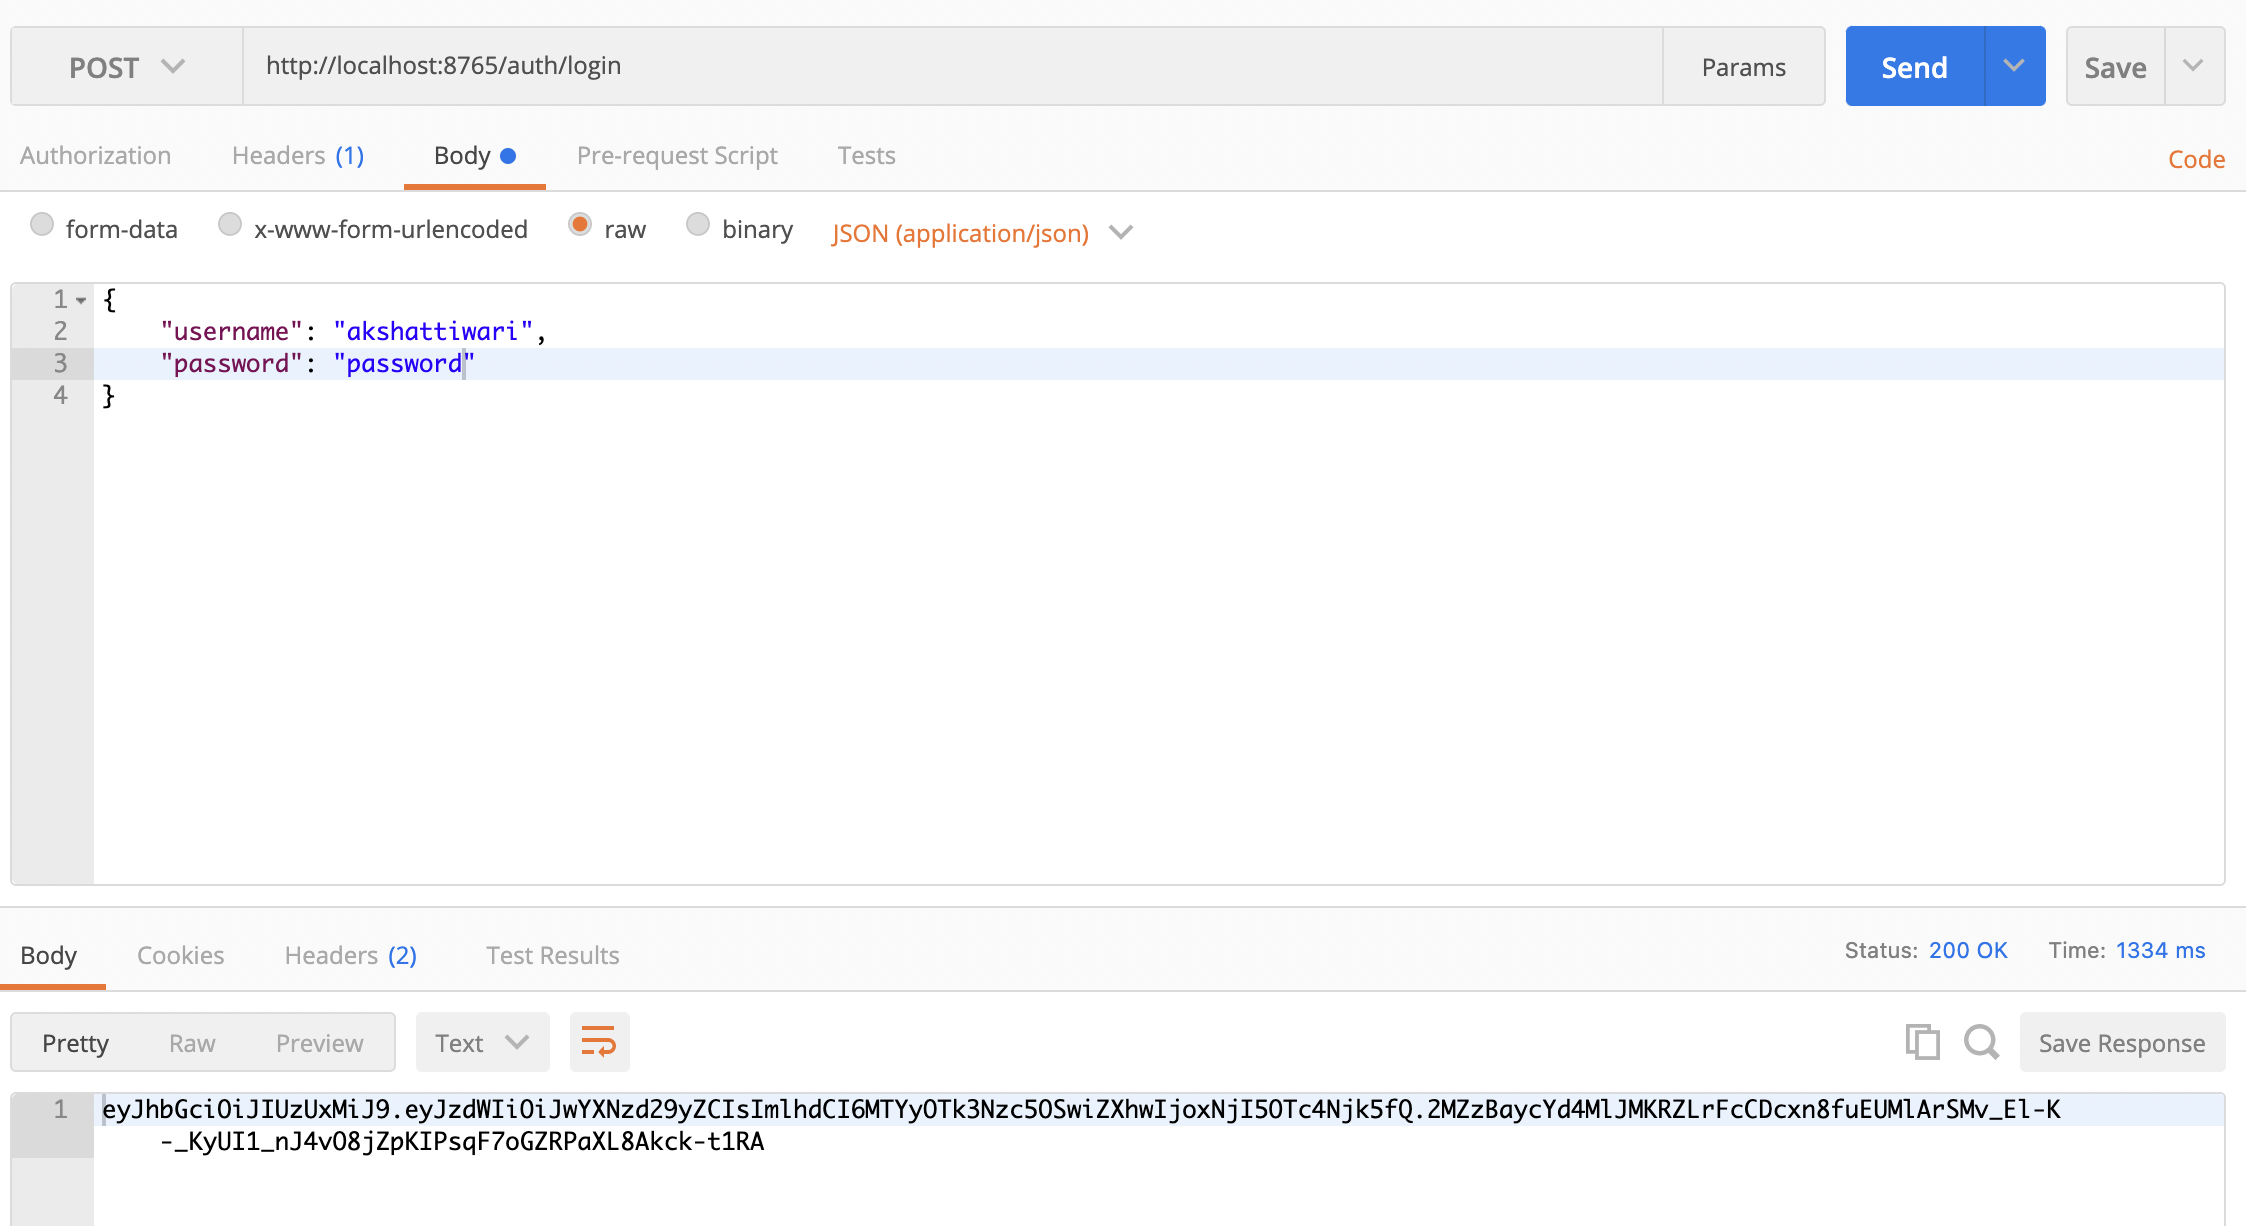 POST http://localhost:8765/auth/login Params Send Save
Authorization Headers (1) Body Pre-request Script Tests Code
form-data x-www-form-urlencoded raw binary JSON (application/json)
1 {
2 "username": "akshattiwari",
3 "password": "password"
4 }
Body Cookies Headers (2) Test Results Status: 200 OK Time: 1334 ms
Pretty Raw Preview Text Save Response
1 eyJhbGciOiJIUzUxMiJ9.eyJzdWIiOiJwYXNzd29yZCIsImlhdCI6MTYyOTk3Nzc5OSwiZXhwIjoxNjI5OTc4Njk5fQ.2MZzBaycYd4MlJMKRZLrFcCDcxn8fuEUMlArSMv_El-K
-_KyUI1_nJ4vO8jZpKIPsqF7oGZRPaXL8Akck-t1RA